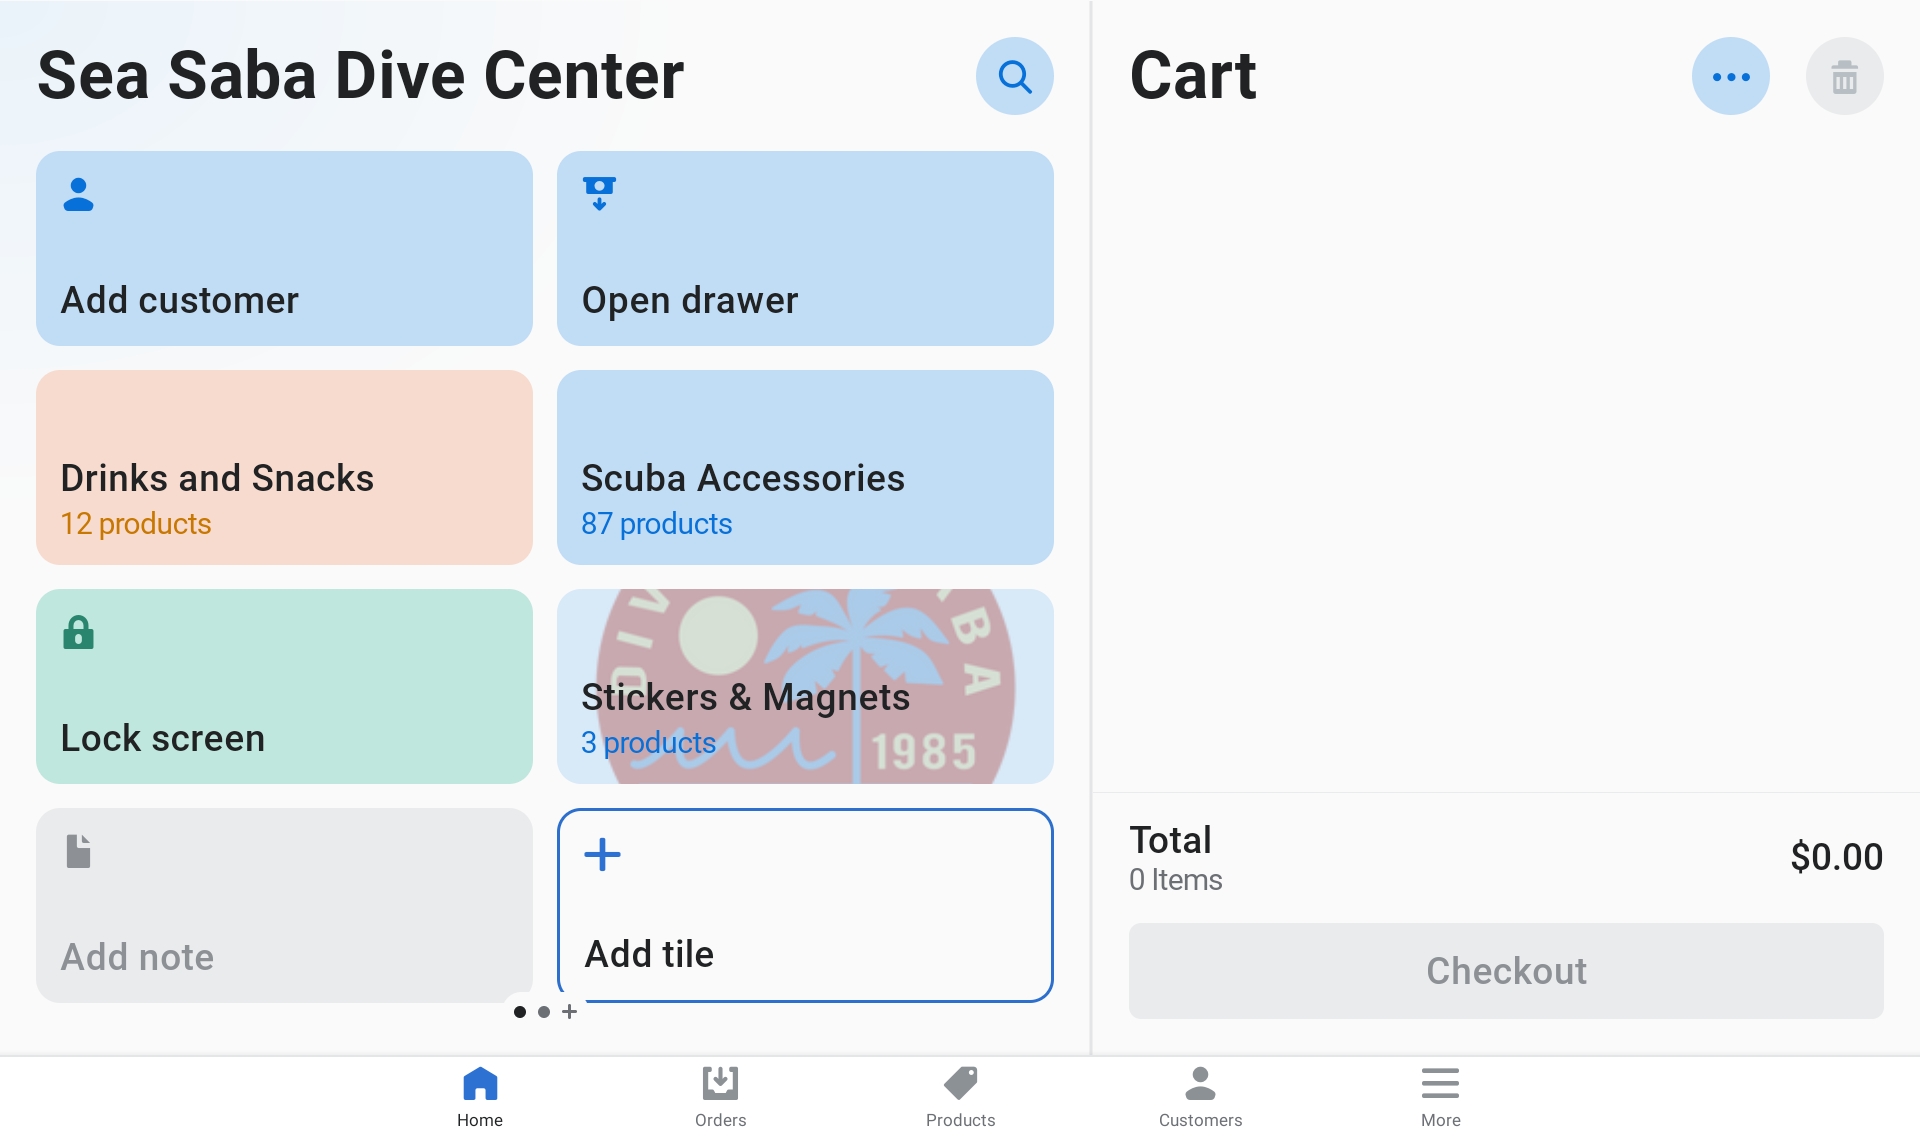 Sea Saba Dive Center
Add customer
Open drawer
Drinks and Snacks
12 products
Scuba Accessories
87 products
Lock screen
DIV
BA
Stickers & Magnets
3 products
1985
Add note
Add tile
Cart
Total
0 Items
$0.00
Checkout
Home
Orders
Products
Customers
More